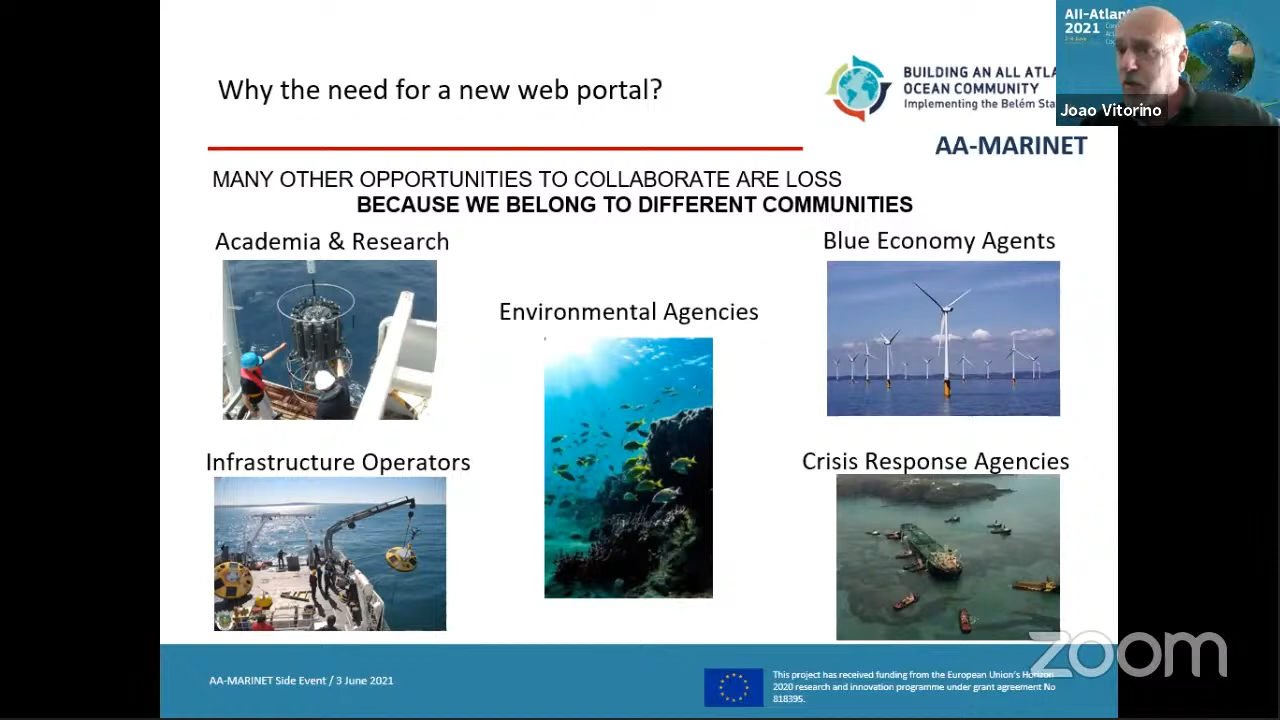 Why the need for a new web portal?
BUILDING AN ALL ATLA
OCEAN COMMUNITY
Implementing the Belém Sta
AA-MARINET
All-Atlanti
2021
2-4 June
Joao Vitorino
MANY OTHER OPPORTUNITIES TO COLLABORATE ARE LOSS
BECAUSE WE BELONG TO DIFFERENT COMMUNITIES
Academia & Research
Blue Economy Agents
Environmental Agencies
Infrastructure Operators
Crisis Response Agencies
AA-MARINET Side Event / 3 June 2021
This project has received funding from the European Union's Horizon
2020 research and innovation programme under grant agreement No
818395.
zoom